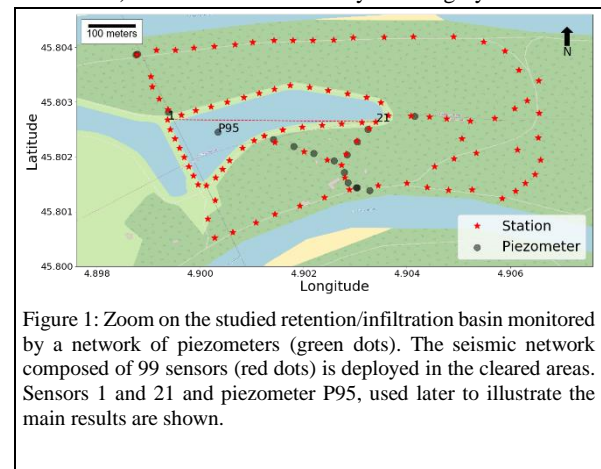 100 meters
N
45.804
45.803
45.802
45.801
45.800
Latitude
1
21
P95
Station
Piezometer
4.898
4.900
4.902
4.904
4.906
Longitude
Figure 1: Zoom on the studied retention/infiltration basin monitored
by a network of piezometers (green dots). The seismic network
composed of 99 sensors (red dots) is deployed in the cleared areas.
Sensors 1 and 21 and piezometer P95, used later to illustrate the
main results are shown.